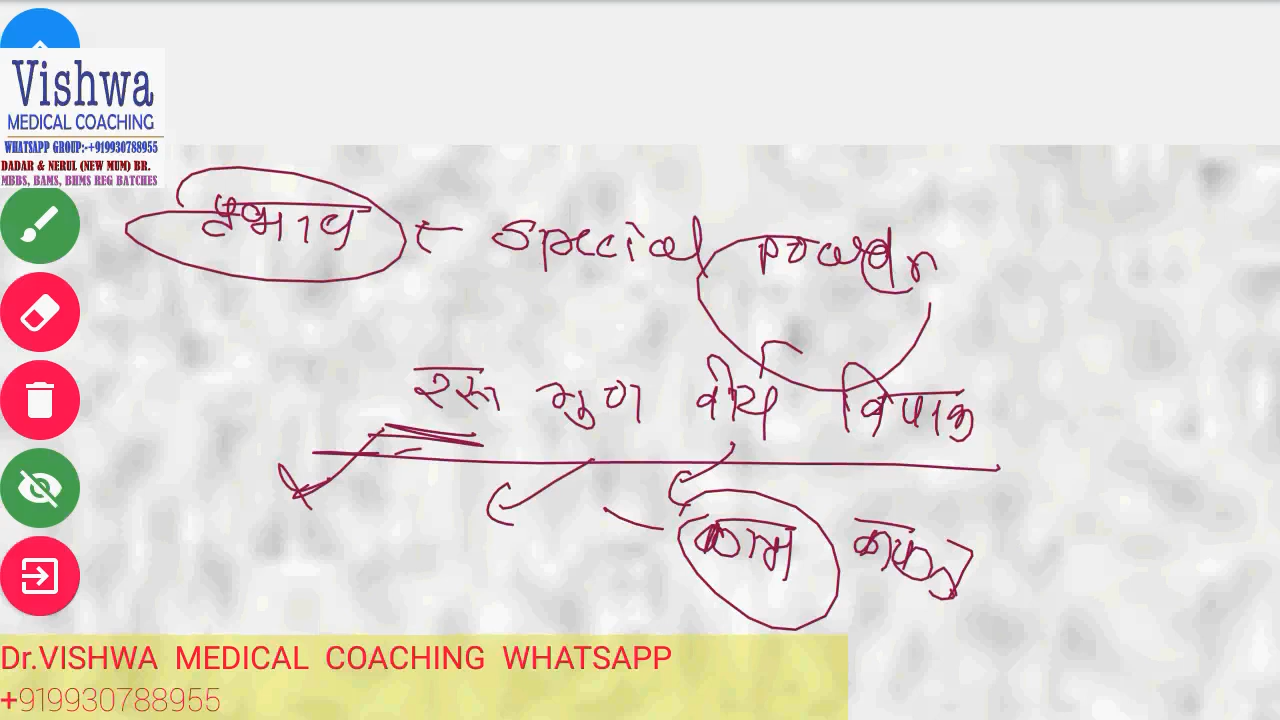 Vishwa
MEDICAL COACHING
WHATSAPP GROUP:-+919930788955
DADAR & NERUL (NEW MUM) BR.
MBBS, BAMS, BHMS REG BATCHES
प्रभाव ← special power
रस गुण वीर्य विपाक
काम
Dr.VISHWA MEDICAL COACHING WHATSAPP
+919930788955